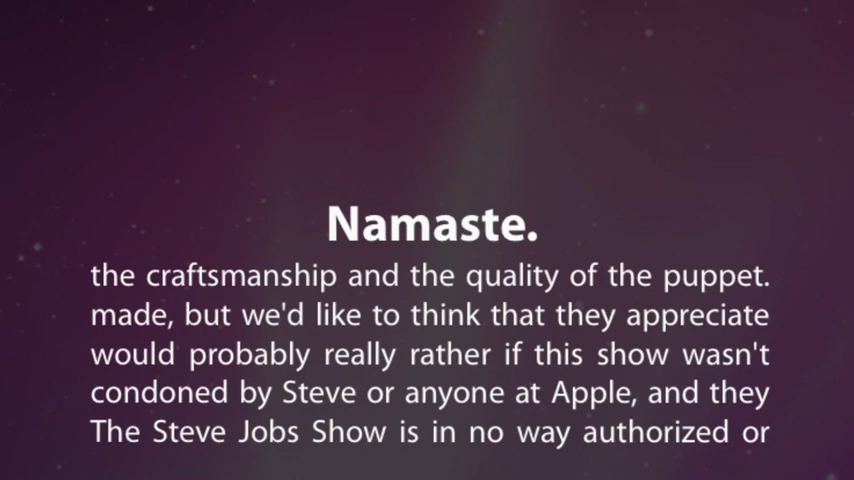 Namaste.
the craftsmanship and the quality of the puppet.
made, but we'd like to think that they appreciate
would probably really rather if this show wasn't
condoned by Steve or anyone at Apple, and they
The Steve Jobs Show is in no way authorized or